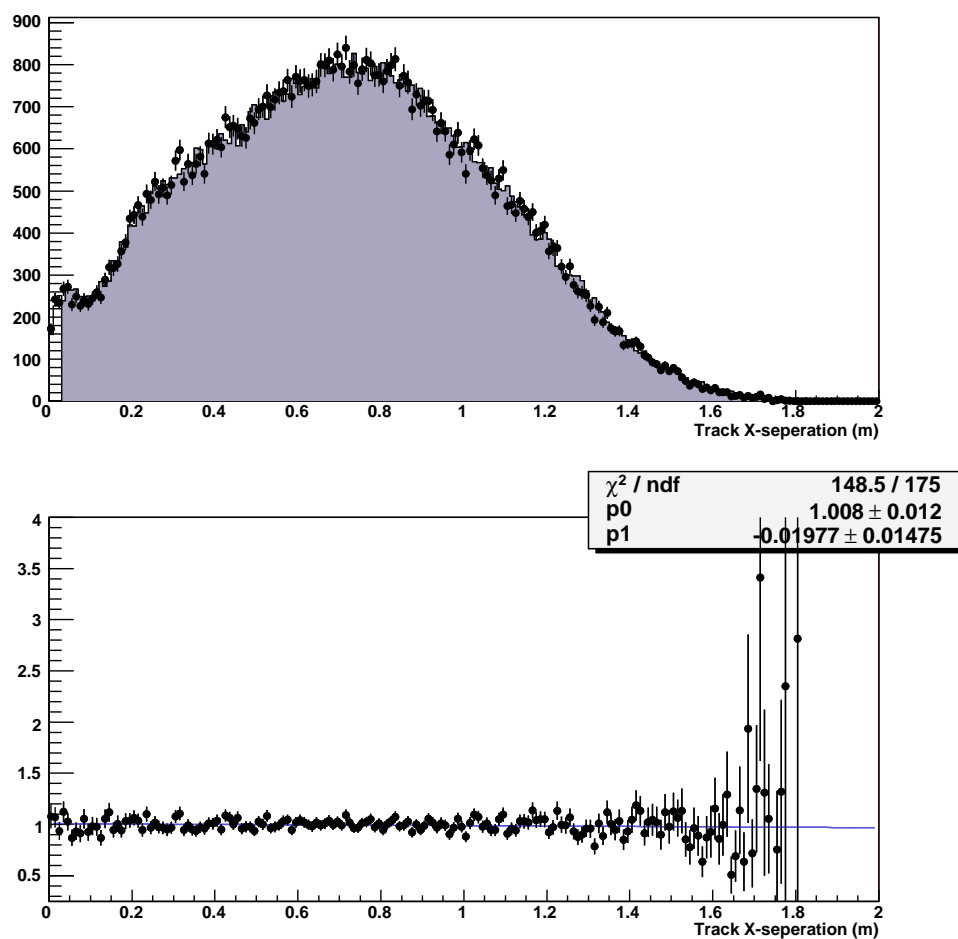 900
800
700
600
500
400
300
200
100
0
0 0.2 0.4 0.6 0.8 1 1.2 1.4 1.6 1.8 2
Track X-seperation (m)
χ² / ndf 148.5 / 175
p0 1.008 ± 0.012
p1 -0.01977 ± 0.01475
4
3.5
3
2.5
2
1.5
1
0.5
0 0.2 0.4 0.6 0.8 1 1.2 1.4 1.6 1.8 2
Track X-seperation (m)